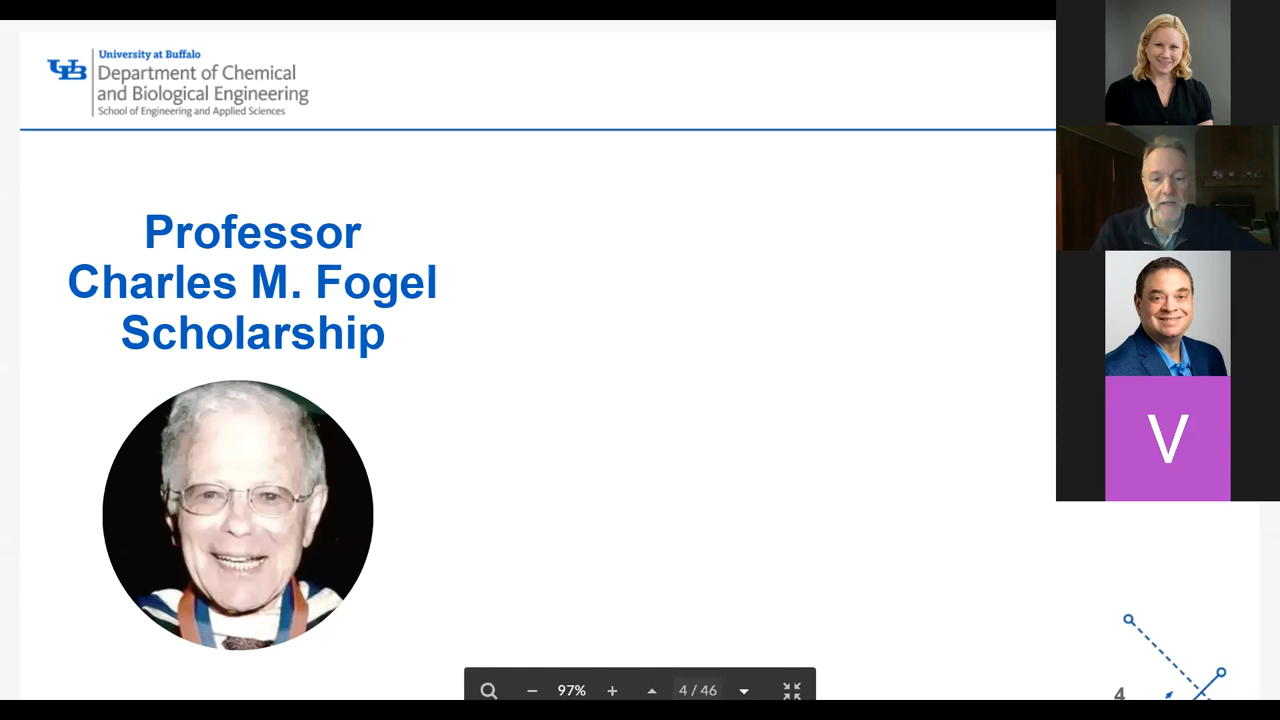 UB
University at Buffalo
Department of Chemical
and Biological Engineering
School of Engineering and Applied Sciences
Professor
Charles M. Fogel
Scholarship
V
97%
4 / 46
4